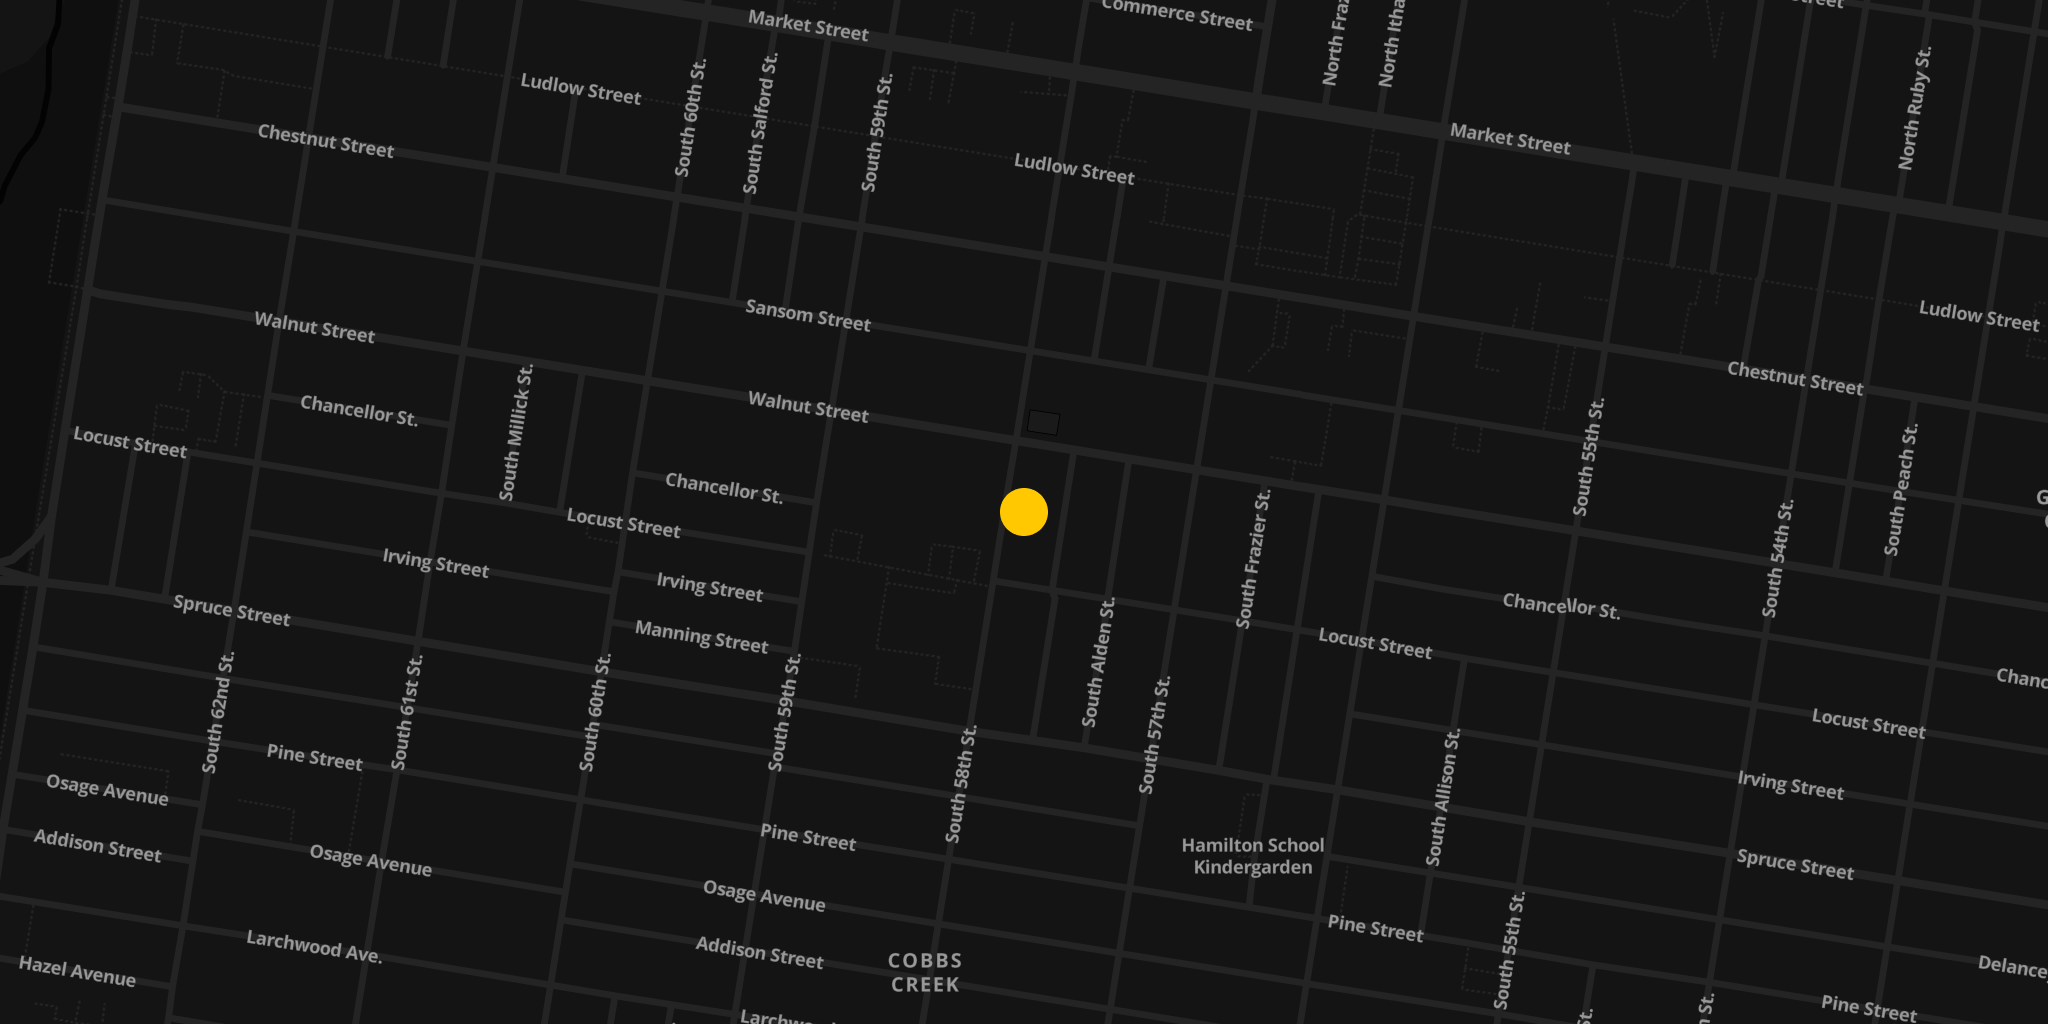 Commerce Street
Market Street
Ludlow Street
South 60th St.
South Salford St.
South 59th St.
North Ruby St.
Chestnut Street
Market Street
Ludlow Street
Sansom Street
Ludlow Street
Walnut Street
Chestnut Street
Walnut Street
Chancellor St.
South Millick St.
South 55th St.
South Peach St.
Locust Street
Chancellor St.
Locust Street
South Frazier St.
South 54th St.
Irving Street
Irving Street
Chancellor St.
Spruce Street
Manning Street
Locust Street
South Alden St.
South 62nd St.
South 61st St.
South 60th St.
South 59th St.
South 58th St.
South 57th St.
Locust Street
Pine Street
South Allison St.
Irving Street
Osage Avenue
Addison Street
Osage Avenue
Pine Street
Hamilton School
Kindergarden
Spruce Street
Osage Avenue
Pine Street
South 55th St.
Larchwood Ave.
Addison Street
COBBS
CREEK
Hazel Avenue
Pine Street